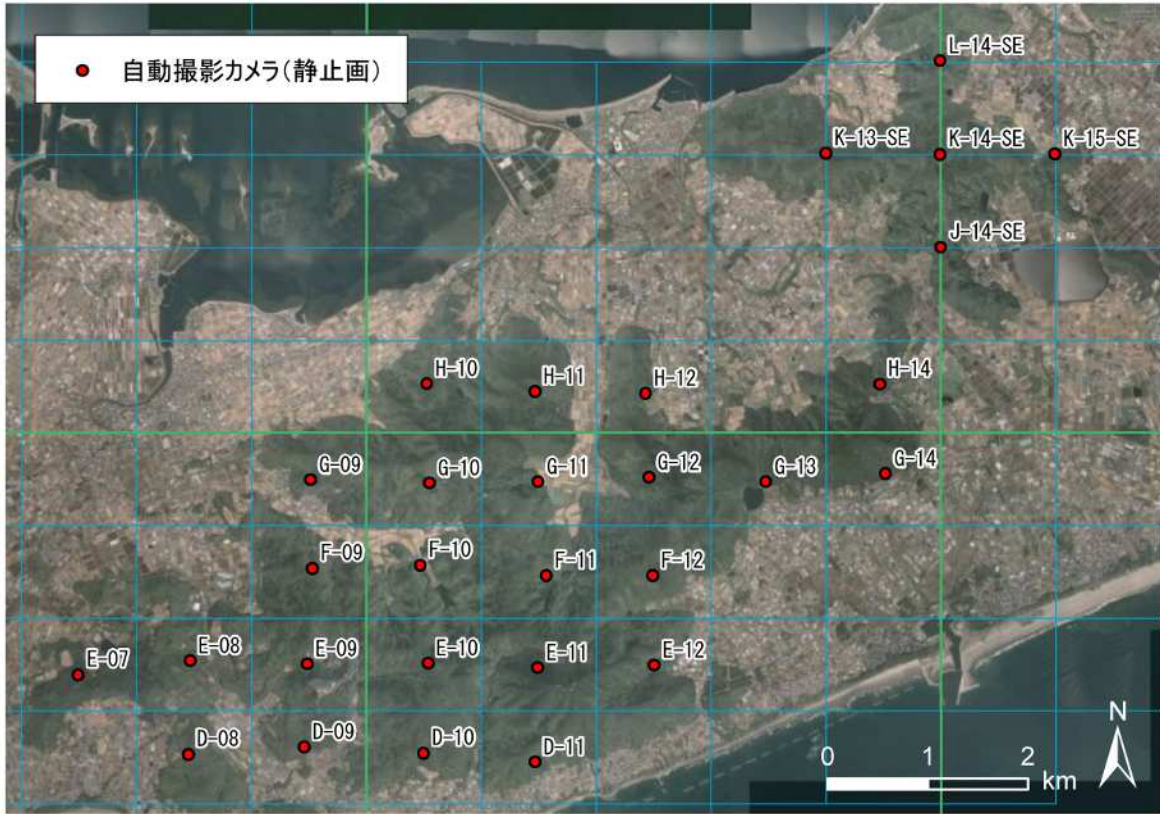 自動撮影カメラ(静止画)
L-14-SE
K-13-SE
K-14-SE
K-15-SE
J-14-SE
H-10
H-11
H-12
H-14
G-09
G-10
G-11
G-12
G-13
G-14
F-09
F-10
F-11
F-12
E-07
E-08
E-09
E-10
E-11
E-12
D-08
D-09
D-10
D-11
N
0 1 2 km